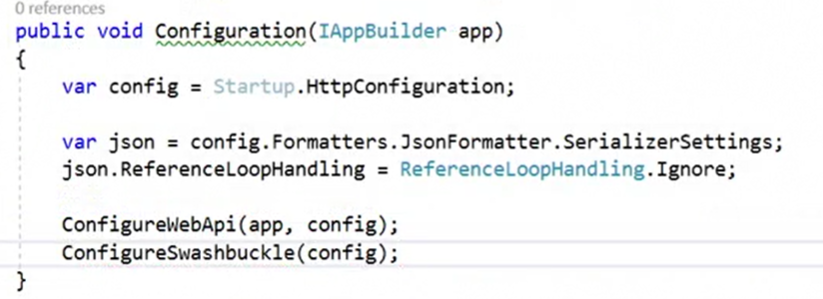 0 references
public void Configuration(IAppBuilder app)
{
var config = Startup.HttpConfiguration;
var json = config.Formatters.JsonFormatter.SerializerSettings;
json.ReferenceLoopHandling = ReferenceLoopHandling.Ignore;
ConfigureWebApi(app, config);
ConfigureSwashbuckle(config);
}